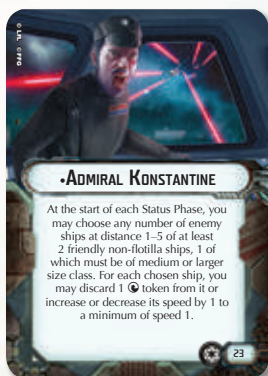 © LFL © FFG
•Admiral Konstantine
At the start of each Status Phase, you
may choose any number of enemy
ships at distance 1–5 of at least
2 friendly non-flotilla ships, 1 of
which must be of medium or larger
size class. For each chosen ship, you
may discard 1 token from it or
increase or decrease its speed by 1 to
a minimum of speed 1.
23